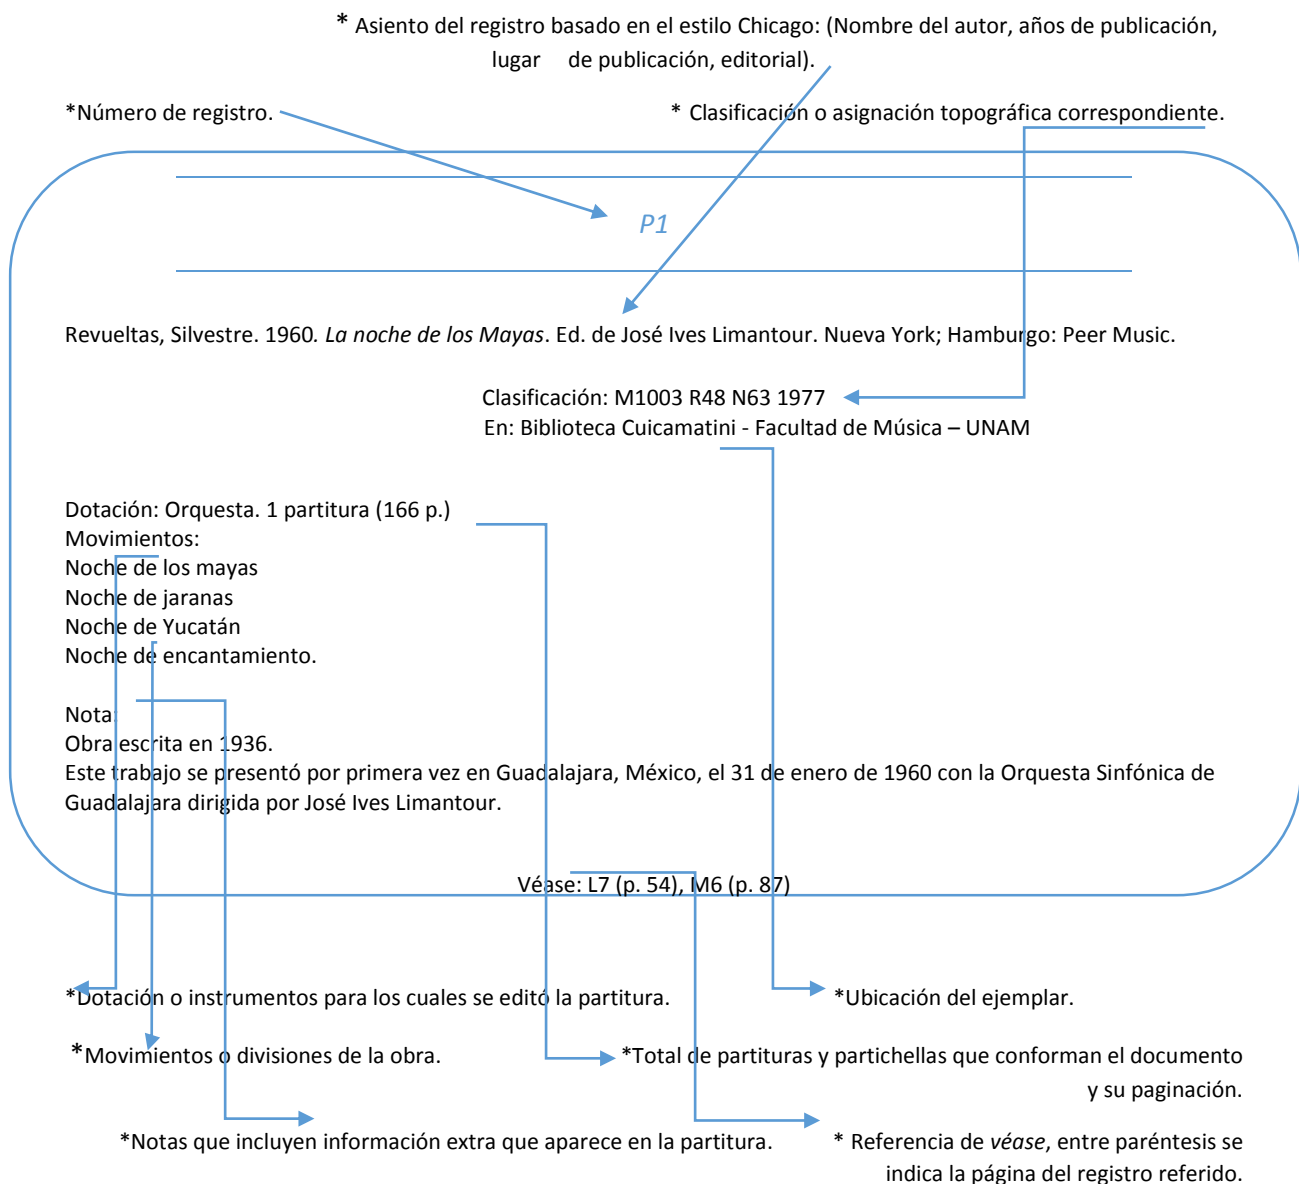 * Asiento del registro basado en el estilo Chicago: (Nombre del autor, años de publicación,
lugar de publicación, editorial).
*Número de registro.
* Clasificación o asignación topográfica correspondiente.
P1
Revueltas, Silvestre. 1960. La noche de los Mayas. Ed. de José Ives Limantour. Nueva York; Hamburgo: Peer Music.
Clasificación: M1003 R48 N63 1977
En: Biblioteca Cuicamatini - Facultad de Música – UNAM
Dotación: Orquesta. 1 partitura (166 p.)
Movimientos:
Noche de los mayas
Noche de jaranas
Noche de Yucatán
Noche de encantamiento.
Nota:
Obra escrita en 1936.
Este trabajo se presentó por primera vez en Guadalajara, México, el 31 de enero de 1960 con la Orquesta Sinfónica de
Guadalajara dirigida por José Ives Limantour.
Véase: L7 (p. 54), M6 (p. 87)
*Dotación o instrumentos para los cuales se editó la partitura.
*Ubicación del ejemplar.
*Movimientos o divisiones de la obra.
*Total de partituras y partichellas que conforman el documento
y su paginación.
*Notas que incluyen información extra que aparece en la partitura.
* Referencia de véase, entre paréntesis se
indica la página del registro referido.